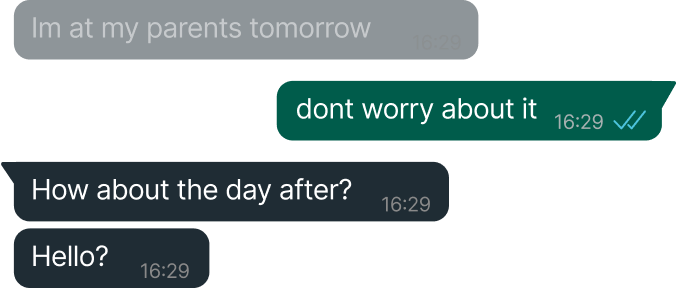 Im at my parents tomorrow 16:29
dont worry about it 16:29
How about the day after? 16:29
Hello? 16:29